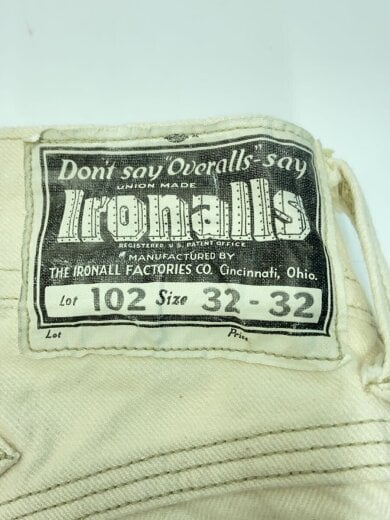 Don't say "Overalls"-say
UNION MADE
Ironalls
REGISTERED U.S. PATENT OFFICE
MANUFACTURED BY
THE IRONALL FACTORIES CO. Cincinnati, Ohio.
Lot 102 Size 32-32
Lot Price